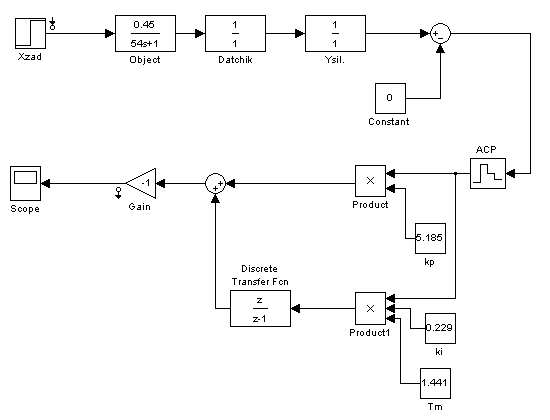 0.45
54s+1
1
1
1
1
+
−
Xzad
Object
Datchik
Ysil.
0
Constant
ACP
-1
+
+
×
Scope
Gain
Product
5.185
kp
Discrete
Transfer Fcn
z
z-1
×
0.229
Product1
ki
1.441
Tm